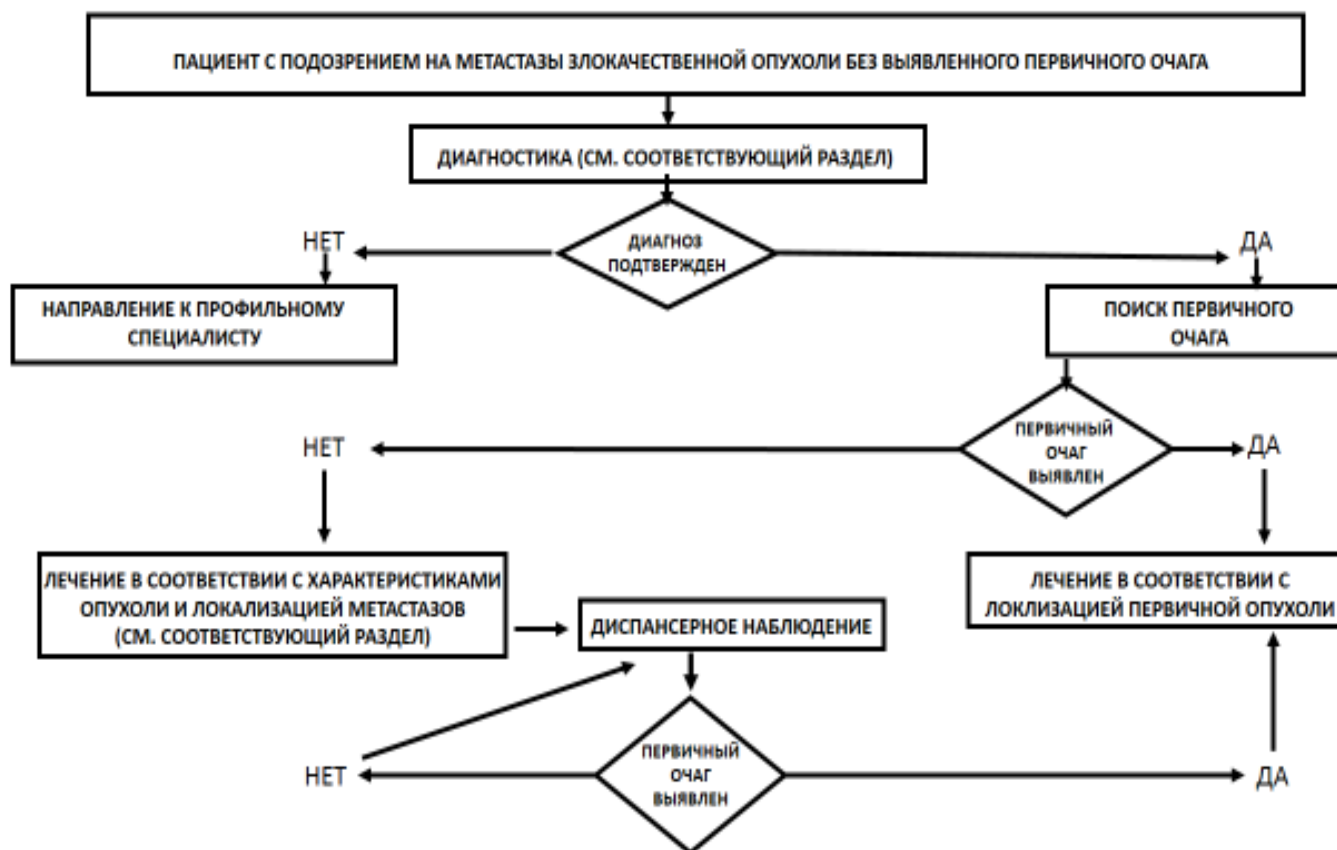 ПАЦИЕНТ С ПОДОЗРЕНИЕМ НА МЕТАСТАЗЫ ЗЛОКАЧЕСТВЕННОЙ ОПУХОЛИ БЕЗ ВЫЯВЛЕННОГО ПЕРВИЧНОГО ОЧАГА
ДИАГНОСТИКА (СМ. СООТВЕТСТВУЮЩИЙ РАЗДЕЛ)
ДИАГНОЗ
ПОДТВЕРЖДЕН
НЕТ
ДА
НАПРАВЛЕНИЕ К ПРОФИЛЬНОМУ
СПЕЦИАЛИСТУ
ПОИСК ПЕРВИЧНОГО
ОЧАГА
ПЕРВИЧНЫЙ
ОЧАГ
ВЫЯВЛЕН
НЕТ
ДА
ЛЕЧЕНИЕ В СООТВЕТСТВИИ С ХАРАКТЕРИСТИКАМИ
ОПУХОЛИ И ЛОКАЛИЗАЦИЕЙ МЕТАСТАЗОВ
(СМ. СООТВЕТСТВУЮЩИЙ РАЗДЕЛ)
ДИСПАНСЕРНОЕ НАБЛЮДЕНИЕ
ЛЕЧЕНИЕ В СООТВЕТСТВИИ С
ЛОКЛИЗАЦИЕЙ ПЕРВИЧНОЙ ОПУХОЛИ
ПЕРВИЧНЫЙ
ОЧАГ
ВЫЯВЛЕН
НЕТ
ДА